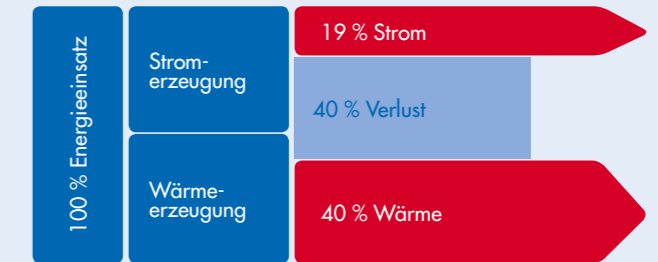 100 % Energieeinsatz
Strom-
erzeugung
Wärme-
erzeugung
19 % Strom
40 % Verlust
40 % Wärme